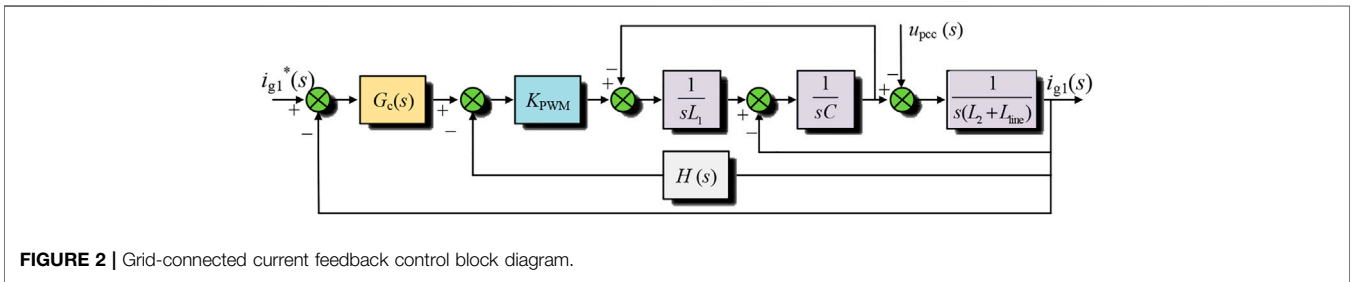 u_pcc (s)
i_g1*(s)
G_c(s)
K_PWM
1/(sL_1)
1/(sC)
1/(s(L_2+L_line))
i_g1(s)
+
−
+
−
+
−
+
−
+
−
H (s)
FIGURE 2 | Grid-connected current feedback control block diagram.